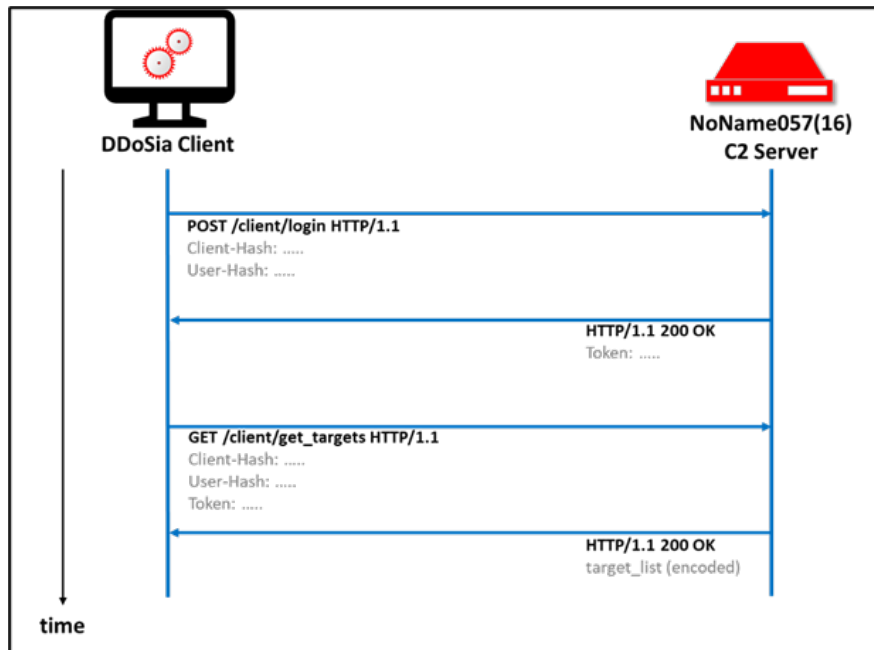 DDoSia Client
NoName057(16)
C2 Server
POST /client/login HTTP/1.1
Client-Hash: .....
User-Hash: .....
HTTP/1.1 200 OK
Token: .....
GET /client/get_targets HTTP/1.1
Client-Hash: .....
User-Hash: .....
Token: .....
HTTP/1.1 200 OK
target_list (encoded)
time